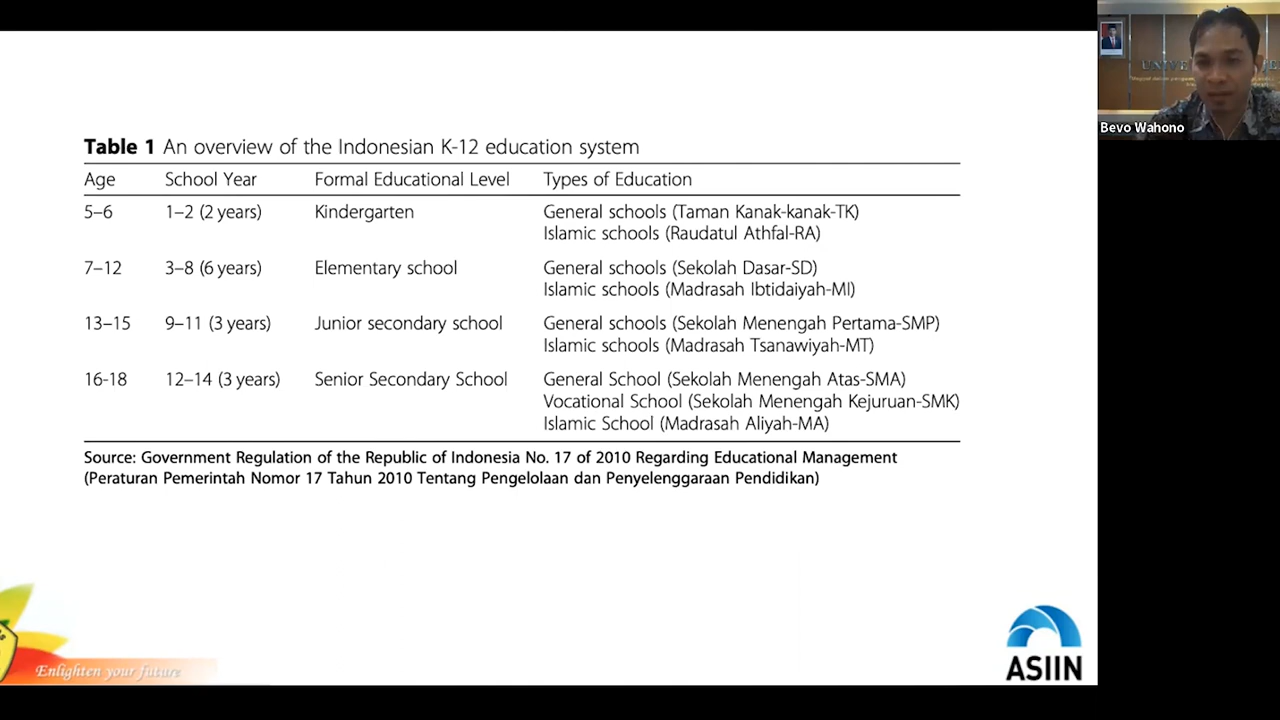 Table 1 An overview of the Indonesian K-12 education system
Age School Year Formal Educational Level Types of Education
5–6 1–2 (2 years) Kindergarten General schools (Taman Kanak-kanak-TK)
Islamic schools (Raudatul Athfal-RA)
7–12 3–8 (6 years) Elementary school General schools (Sekolah Dasar-SD)
Islamic schools (Madrasah Ibtidaiyah-MI)
13–15 9–11 (3 years) Junior secondary school General schools (Sekolah Menengah Pertama-SMP)
Islamic schools (Madrasah Tsanawiyah-MT)
16-18 12–14 (3 years) Senior Secondary School General School (Sekolah Menengah Atas-SMA)
Vocational School (Sekolah Menengah Kejuruan-SMK)
Islamic School (Madrasah Aliyah-MA)
Source: Government Regulation of the Republic of Indonesia No. 17 of 2010 Regarding Educational Management
(Peraturan Pemerintah Nomor 17 Tahun 2010 Tentang Pengelolaan dan Penyelenggaraan Pendidikan)
Enlighten your future
ASIIN
Bevo Wahono